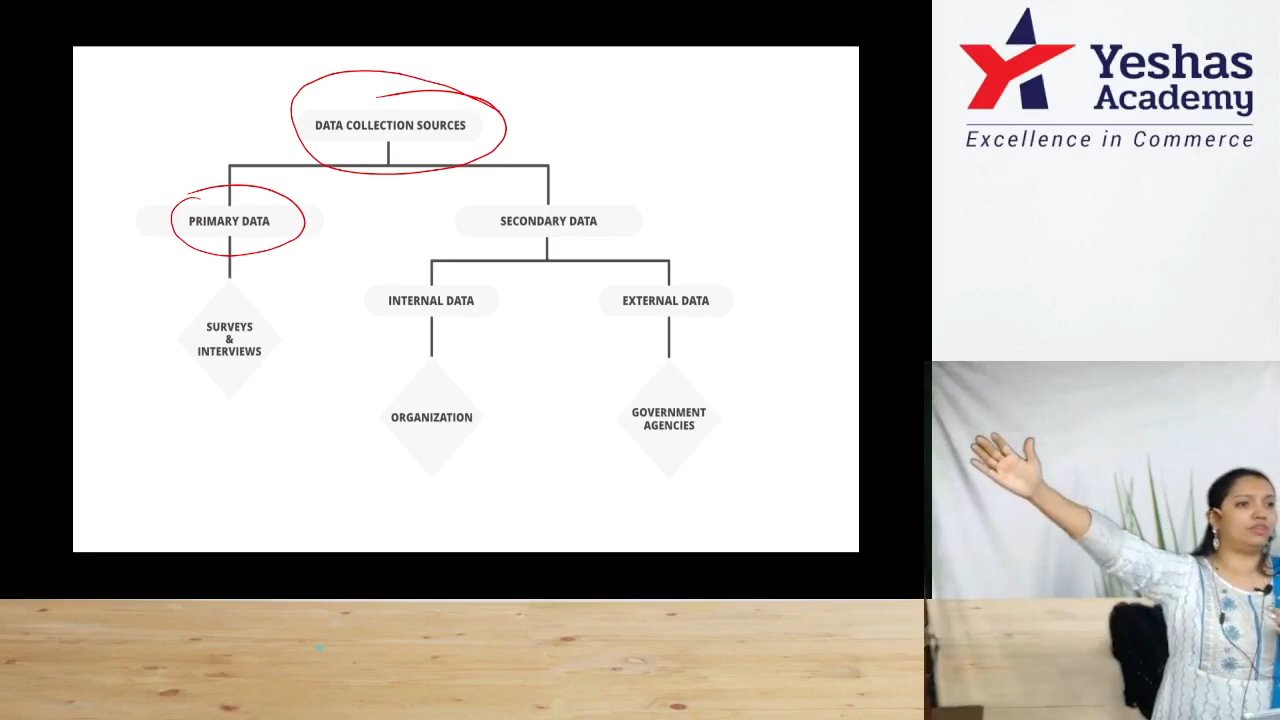 DATA COLLECTION SOURCES
PRIMARY DATA
SECONDARY DATA
SURVEYS
&
INTERVIEWS
INTERNAL DATA
EXTERNAL DATA
ORGANIZATION
GOVERNMENT
AGENCIES
Yeshas
Academy
Excellence in Commerce